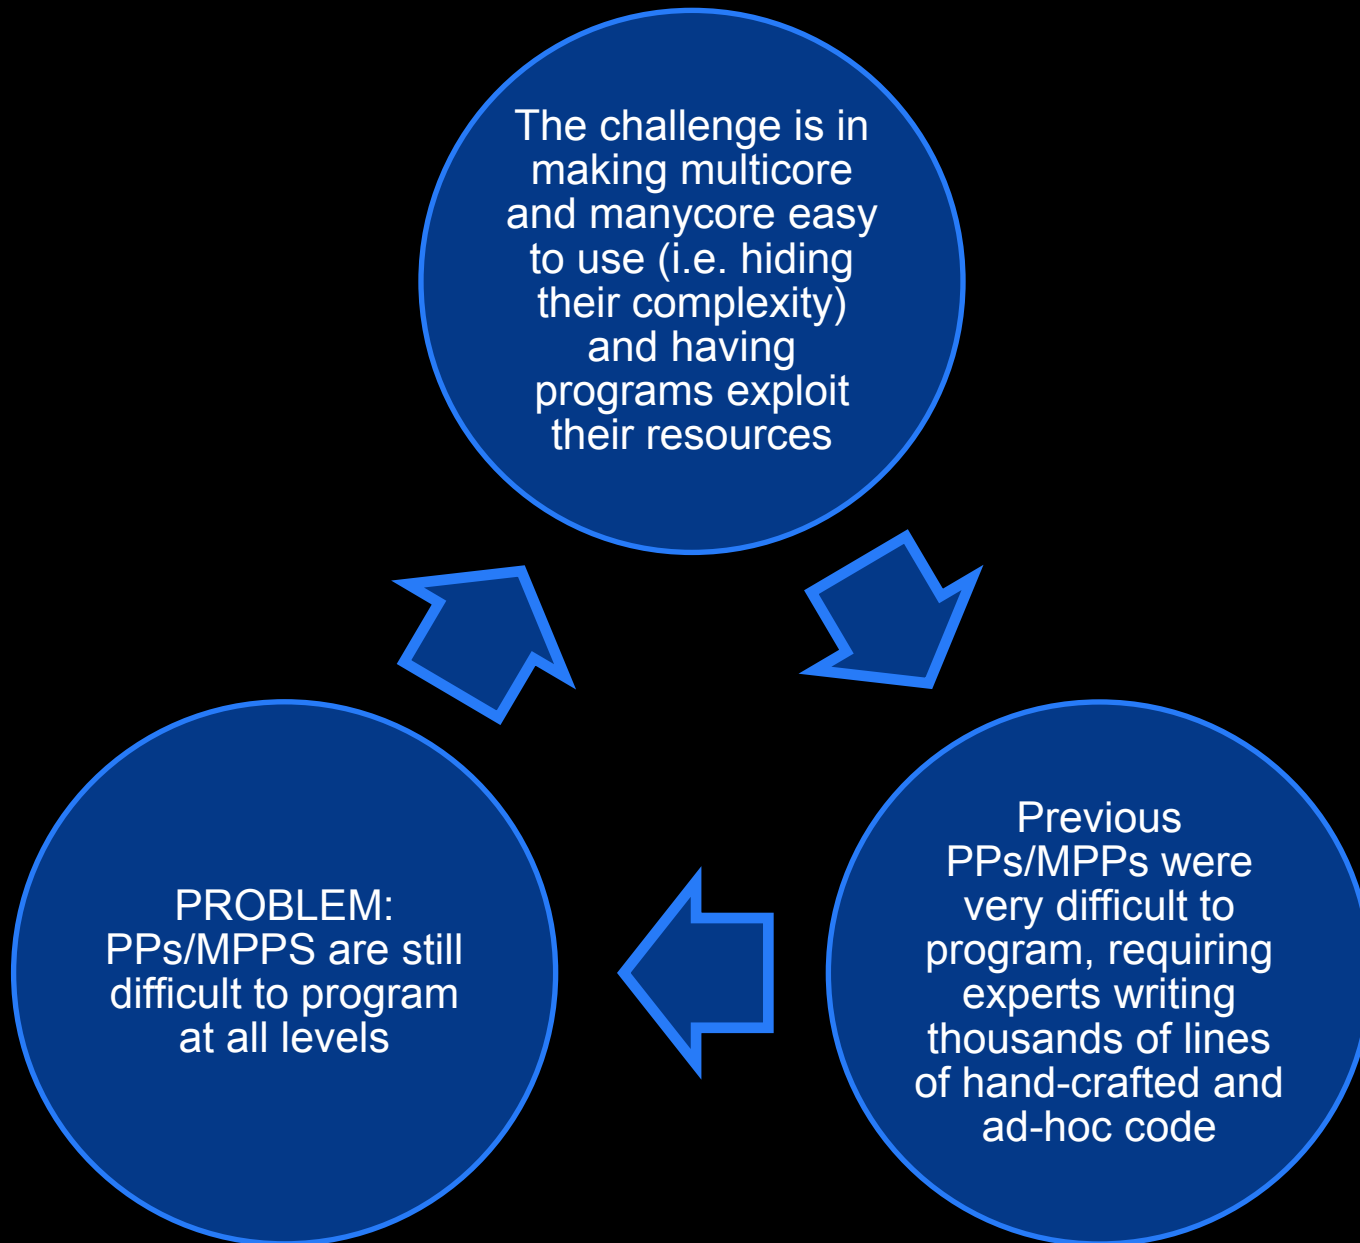 The challenge is in
making multicore
and manycore easy
to use (i.e. hiding
their complexity)
and having
programs exploit
their resources
Previous
PPs/MPPs were
very difficult to
program, requiring
experts writing
thousands of lines
of hand-crafted and
ad-hoc code
PROBLEM:
PPs/MPPS are still
difficult to program
at all levels